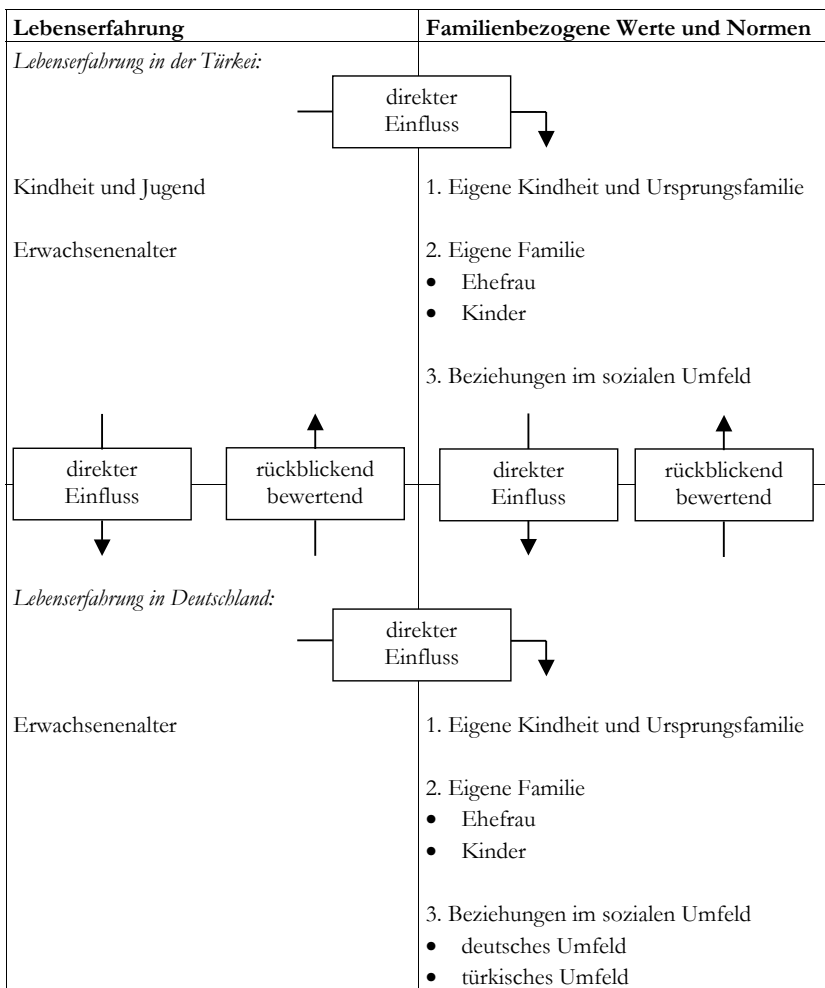 Lebenserfahrung
Familienbezogene Werte und Normen
Lebenserfahrung in der Türkei:
direkter
Einfluss
Kindheit und Jugend
1. Eigene Kindheit und Ursprungsfamilie
Erwachsenenalter
2. Eigene Familie
• Ehefrau
• Kinder
3. Beziehungen im sozialen Umfeld
direkter
Einfluss
rückblickend
bewertend
direkter
Einfluss
rückblickend
bewertend
Lebenserfahrung in Deutschland:
direkter
Einfluss
Erwachsenenalter
1. Eigene Kindheit und Ursprungsfamilie
2. Eigene Familie
• Ehefrau
• Kinder
3. Beziehungen im sozialen Umfeld
• deutsches Umfeld
• türkisches Umfeld